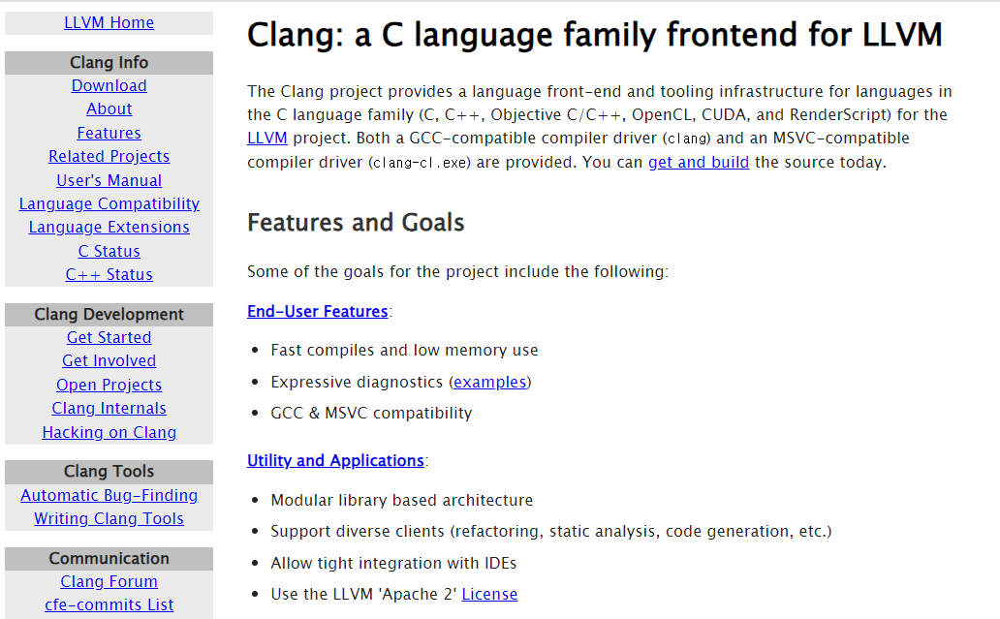 LLVM Home
Clang Info
Download
About
Features
Related Projects
User's Manual
Language Compatibility
Language Extensions
C Status
C++ Status
Clang Development
Get Started
Get Involved
Open Projects
Clang Internals
Hacking on Clang
Clang Tools
Automatic Bug-Finding
Writing Clang Tools
Communication
Clang Forum
cfe-commits List
Clang: a C language family frontend for LLVM
The Clang project provides a language front-end and tooling infrastructure for languages in
the C language family (C, C++, Objective C/C++, OpenCL, CUDA, and RenderScript) for the
LLVM project. Both a GCC-compatible compiler driver (clang) and an MSVC-compatible
compiler driver (clang-cl.exe) are provided. You can get and build the source today.
Features and Goals
Some of the goals for the project include the following:
End-User Features:
• Fast compiles and low memory use
• Expressive diagnostics (examples)
• GCC & MSVC compatibility
Utility and Applications:
• Modular library based architecture
• Support diverse clients (refactoring, static analysis, code generation, etc.)
• Allow tight integration with IDEs
• Use the LLVM 'Apache 2' License